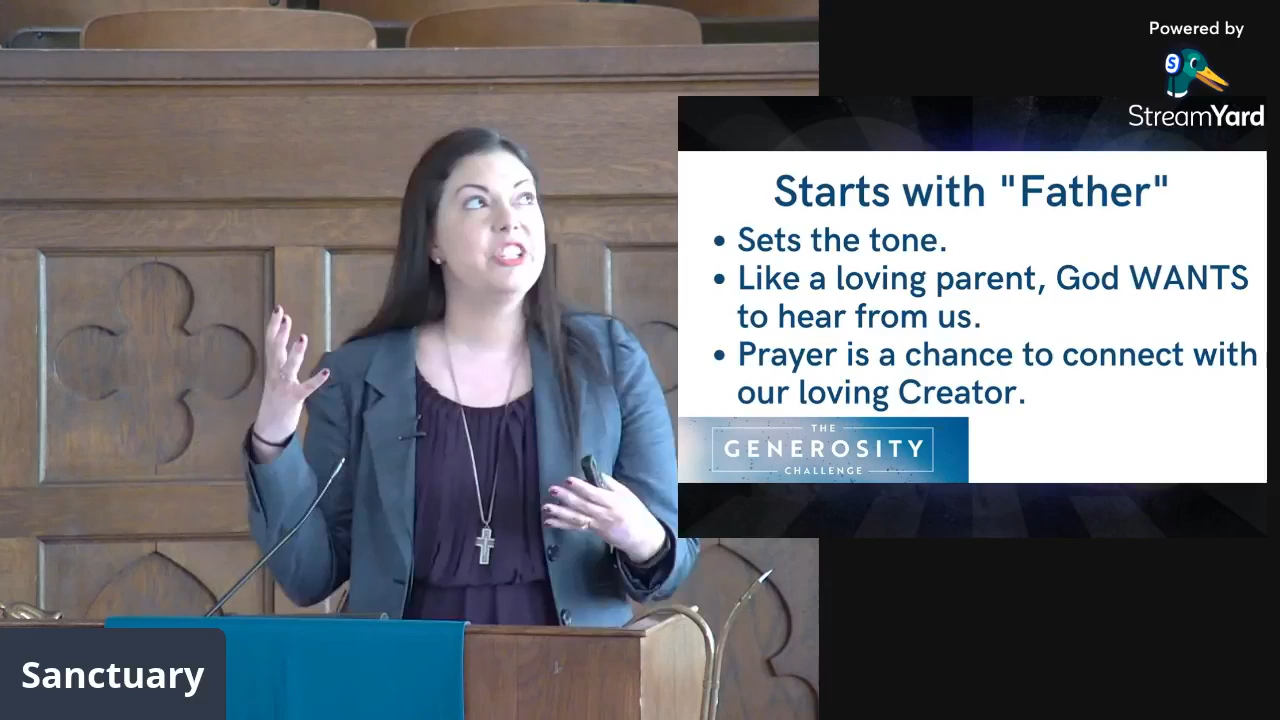 Powered by
S
StreamYard
Starts with "Father"
• Sets the tone.
• Like a loving parent, God WANTS
to hear from us.
• Prayer is a chance to connect with
our loving Creator.
THE
GENEROSITY
CHALLENGE
Sanctuary